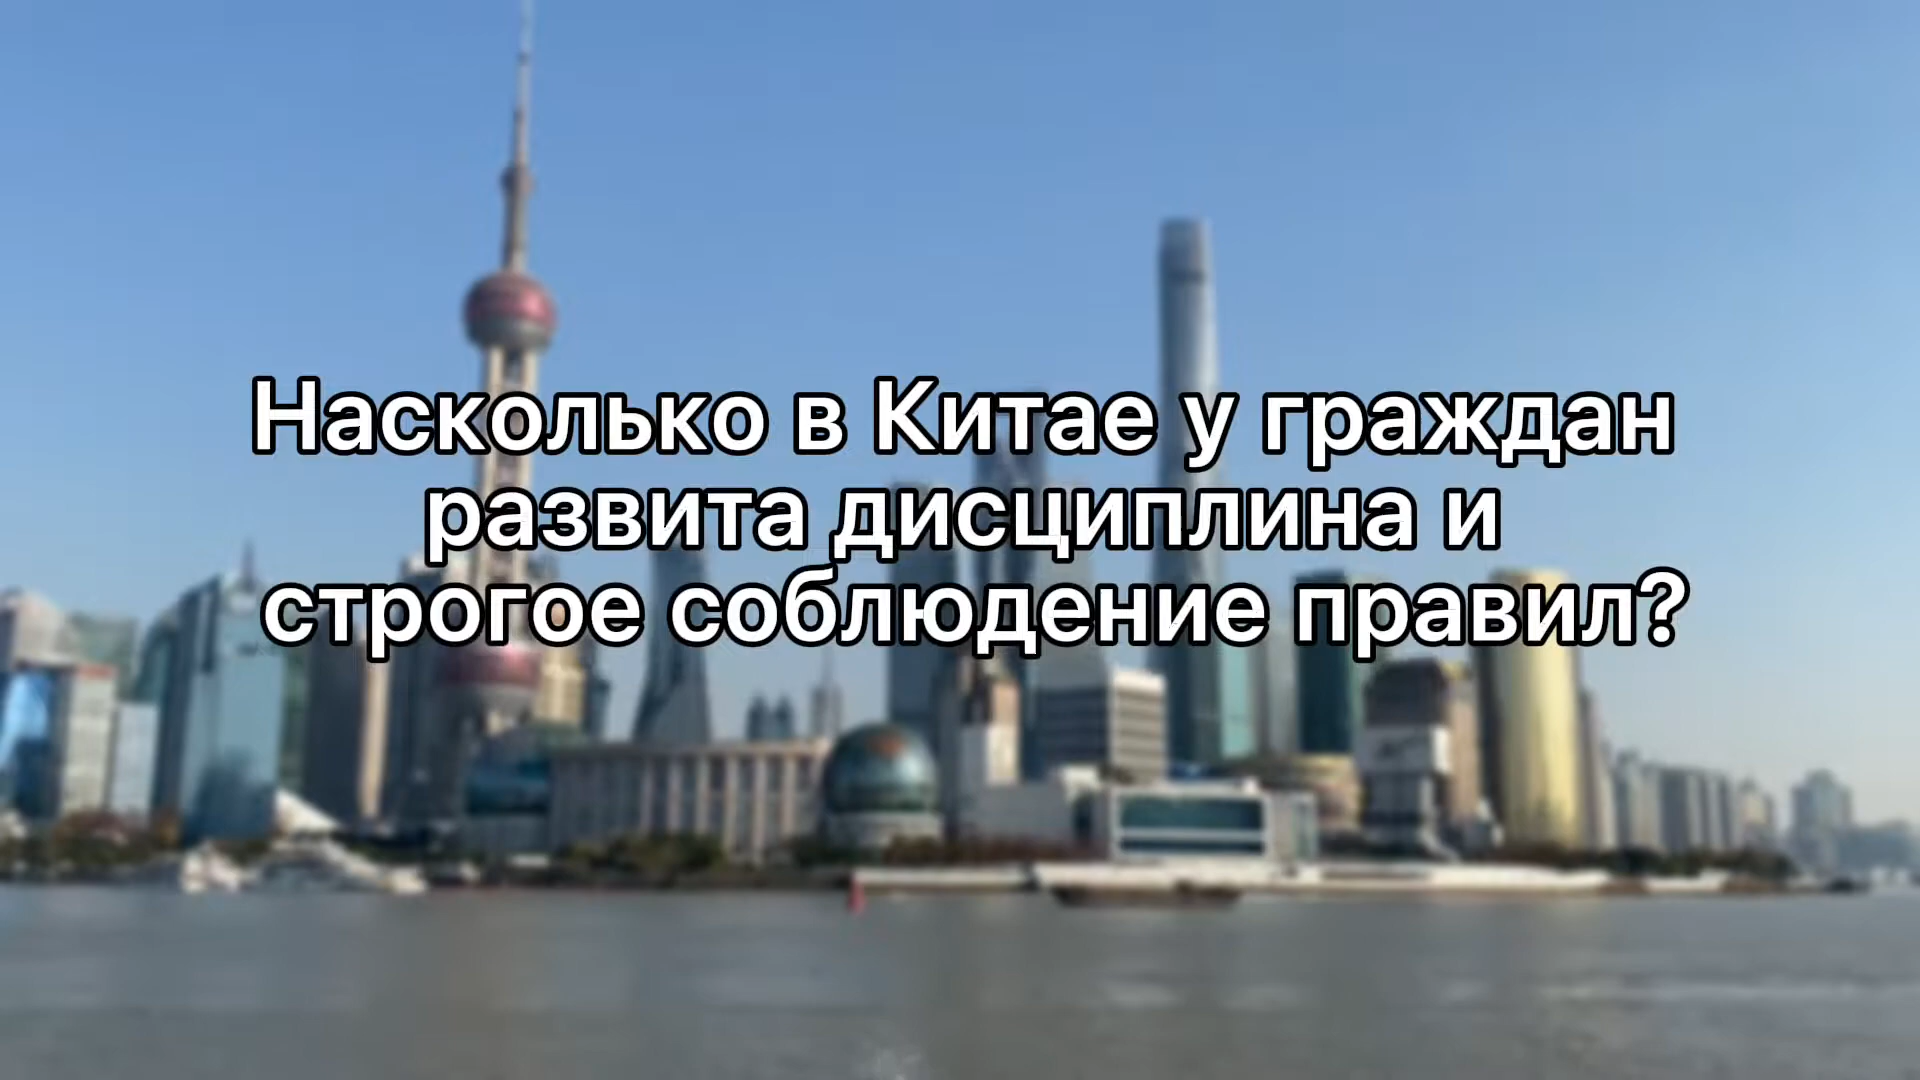 Насколько в Китае у граждан
развита дисциплина и
строгое соблюдение правил?